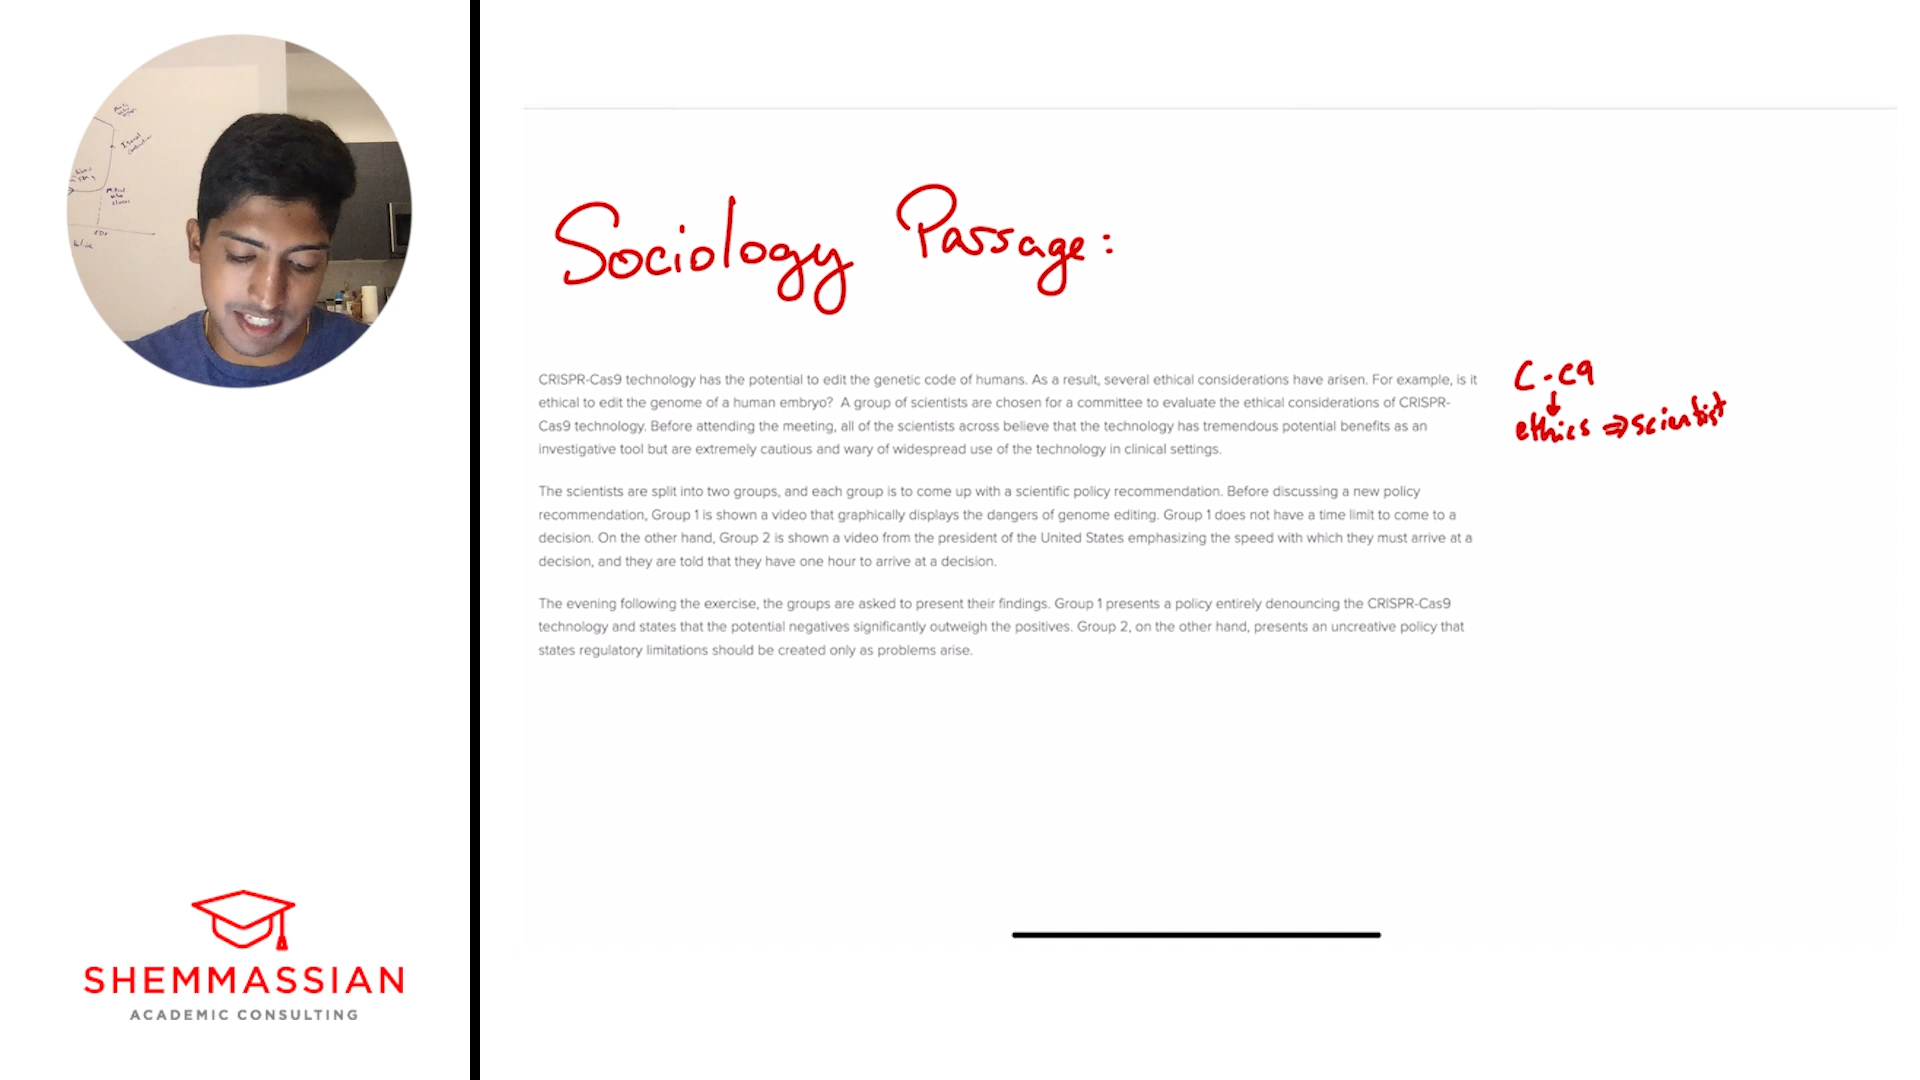 Sociology Passage:
CRISPR-Cas9 technology has the potential to edit the genetic code of humans. As a result, several ethical considerations have arisen. For example, is it
ethical to edit the genome of a human embryo? A group of scientists are chosen for a committee to evaluate the ethical considerations of CRISPR-
Cas9 technology. Before attending the meeting, all of the scientists across believe that the technology has tremendous potential benefits as an
investigative tool but are extremely cautious and wary of widespread use of the technology in clinical settings.
C-C9
ethics ⇒ scientist
The scientists are split into two groups, and each group is to come up with a scientific policy recommendation. Before discussing a new policy
recommendation, Group 1 is shown a video that graphically displays the dangers of genome editing. Group 1 does not have a time limit to come to a
decision. On the other hand, Group 2 is shown a video from the president of the United States emphasizing the speed with which they must arrive at a
decision, and they are told that they have one hour to arrive at a decision.
The evening following the exercise, the groups are asked to present their findings. Group 1 presents a policy entirely denouncing the CRISPR-Cas9
technology and states that the potential negatives significantly outweigh the positives. Group 2, on the other hand, presents an uncreative policy that
states regulatory limitations should be created only as problems arise.
SHEMMASSIAN
ACADEMIC CONSULTING